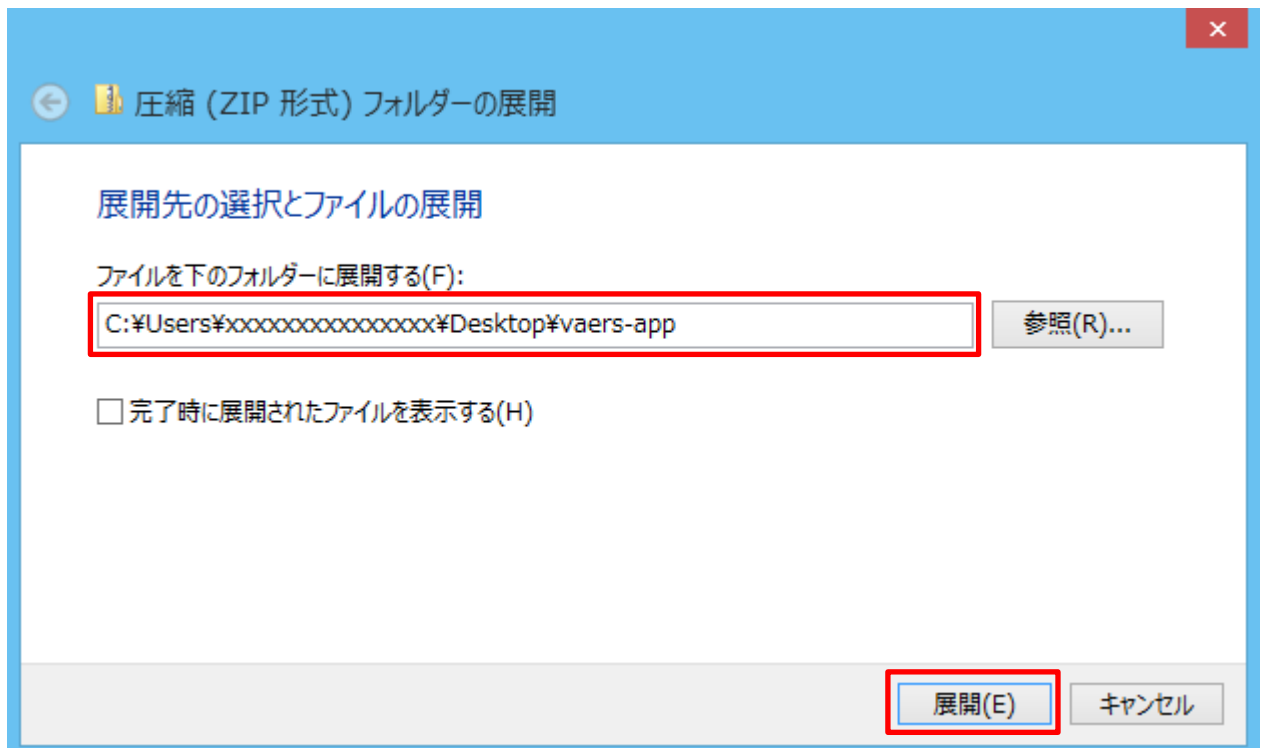 圧縮 (ZIP 形式) フォルダーの展開
展開先の選択とファイルの展開
ファイルを下のフォルダーに展開する(F):
C:¥Users¥xxxxxxxxxxxxxxx¥Desktop¥vaers-app
参照(R)...
完了時に展開されたファイルを表示する(H)
展開(E)
キャンセル